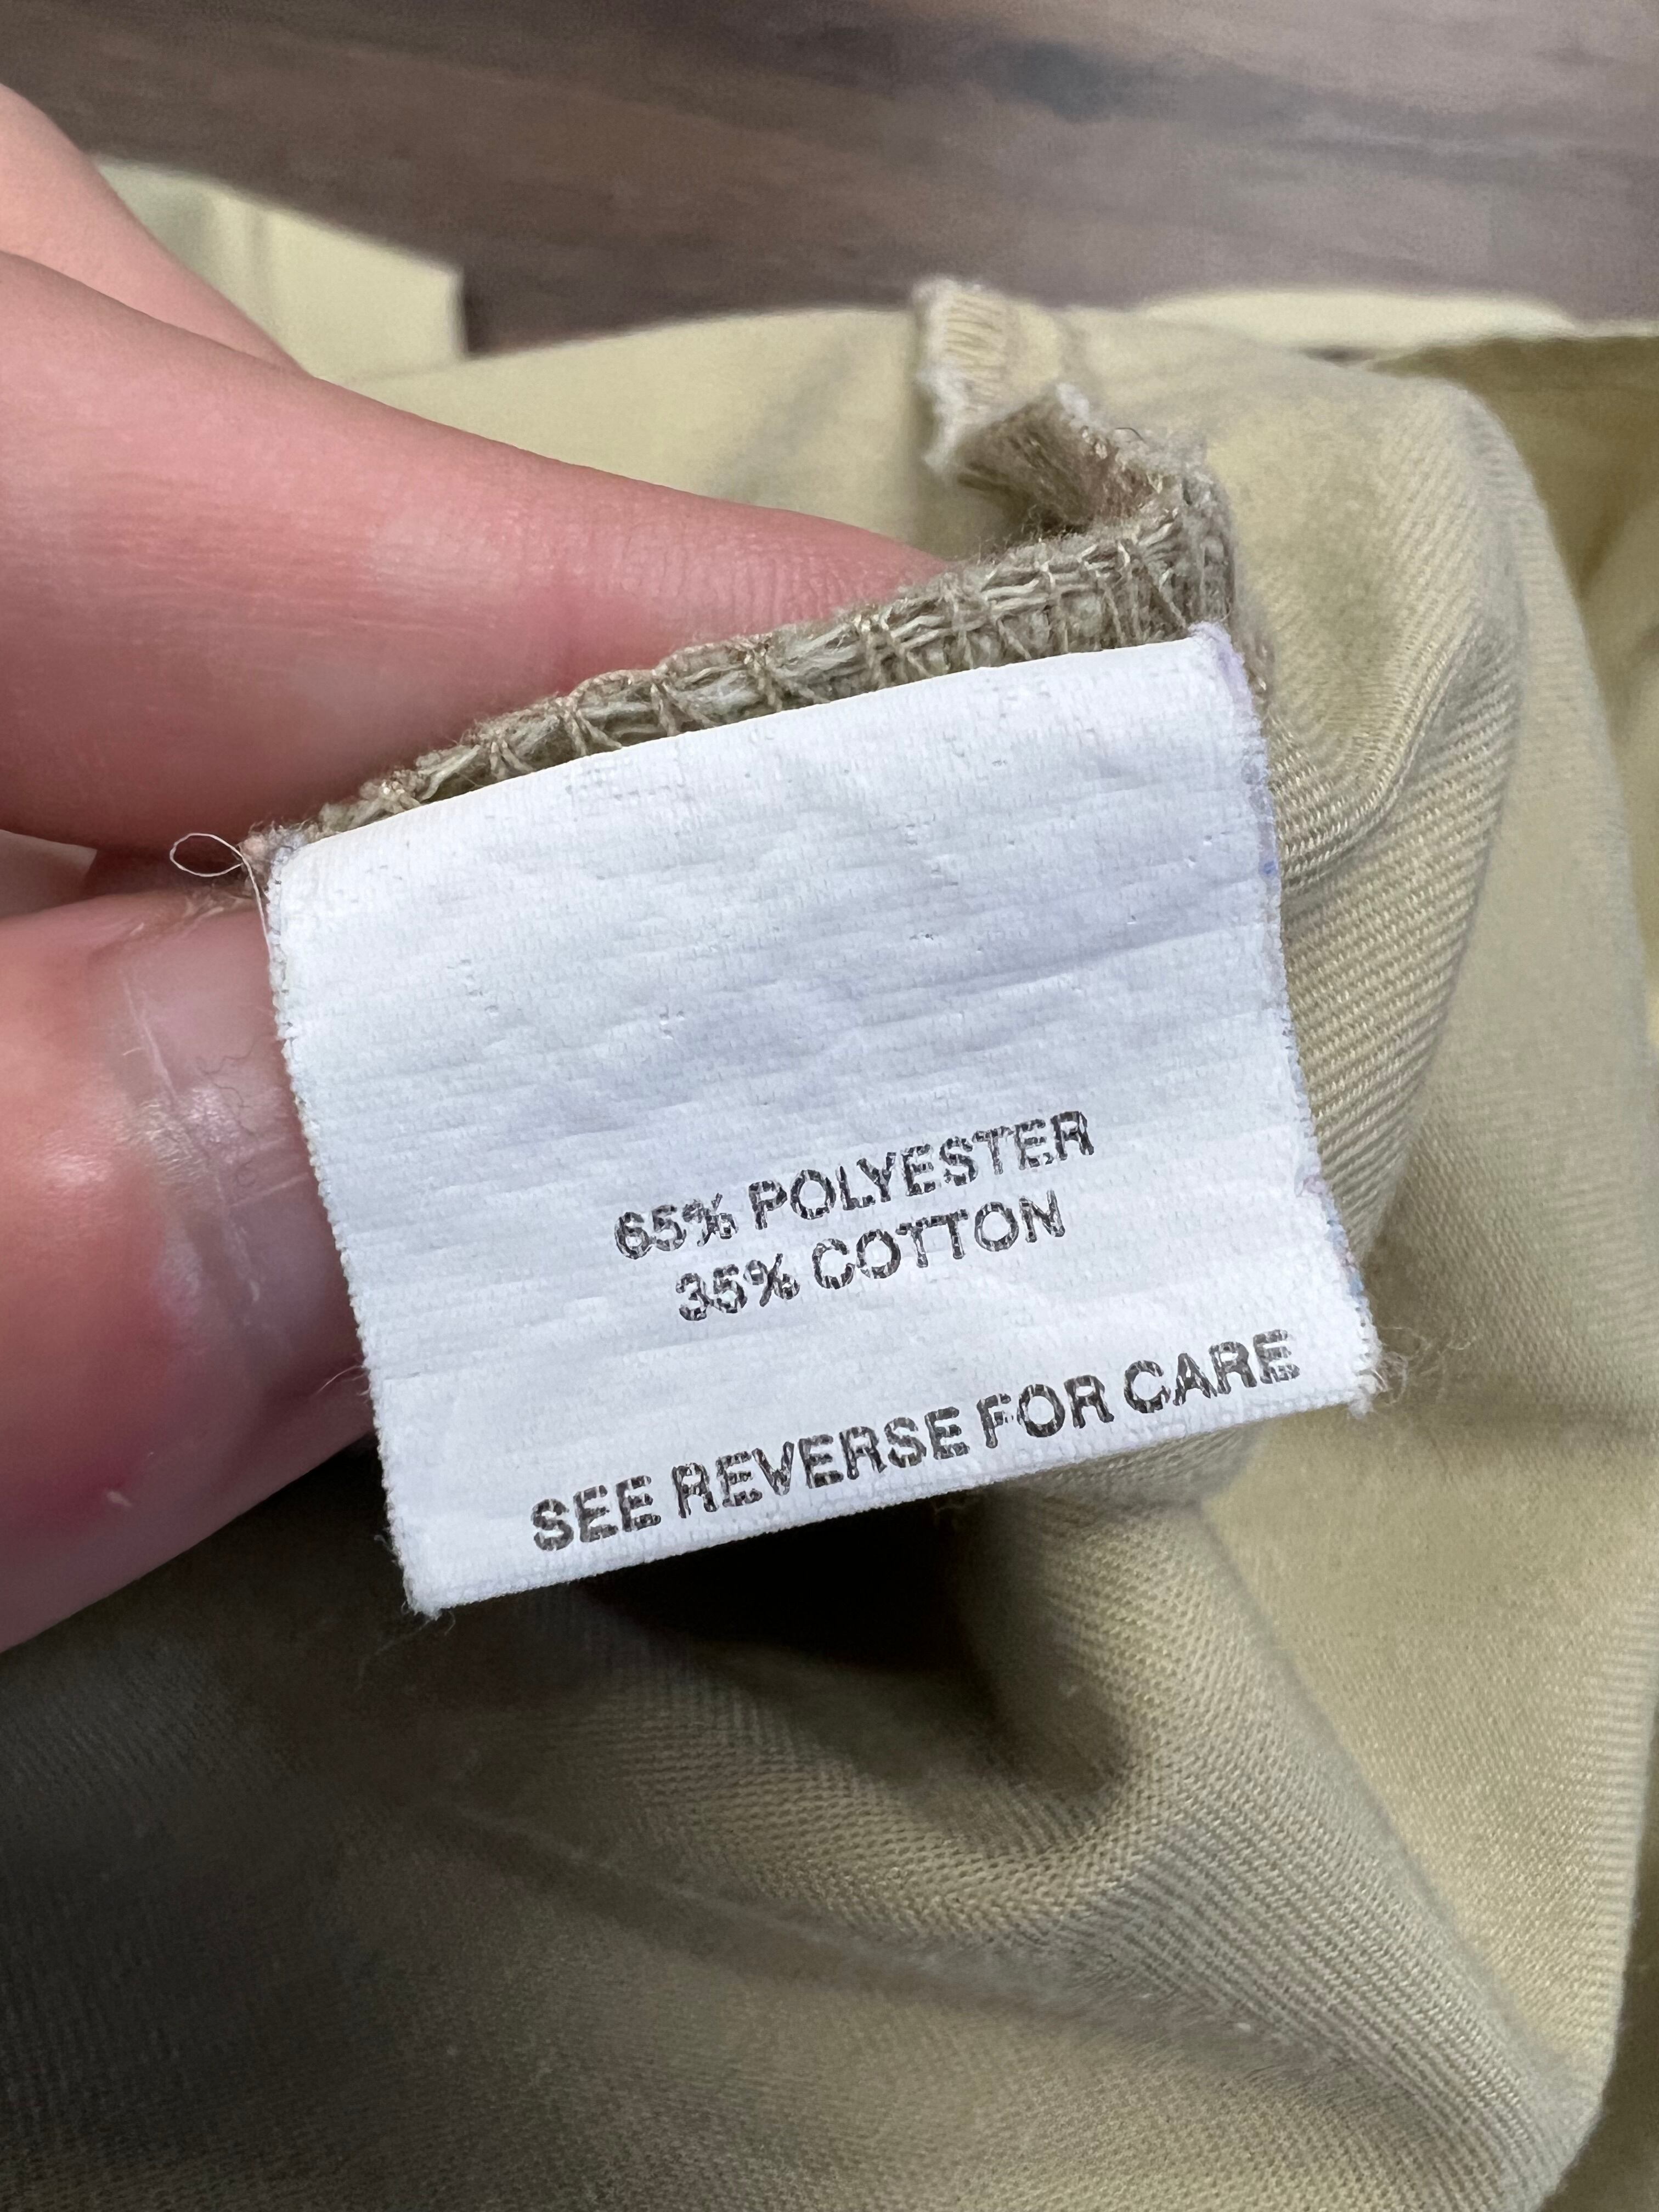 65% POLYESTER
35% COTTON
SEE REVERSE FOR CARE